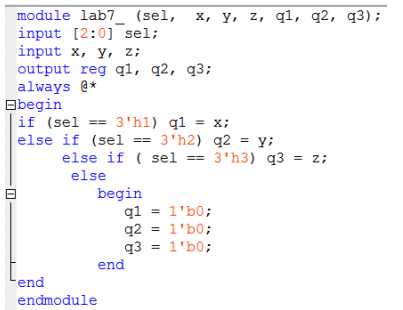 module lab7_ (sel, x, y, z, q1, q2, q3);
input [2:0] sel;
input x, y, z;
output reg q1, q2, q3;
always @*
begin
if (sel == 3'h1) q1 = x;
else if (sel == 3'h2) q2 = y;
else if ( sel == 3'h3) q3 = z;
else
begin
q1 = 1'b0;
q2 = 1'b0;
q3 = 1'b0;
end
end
endmodule